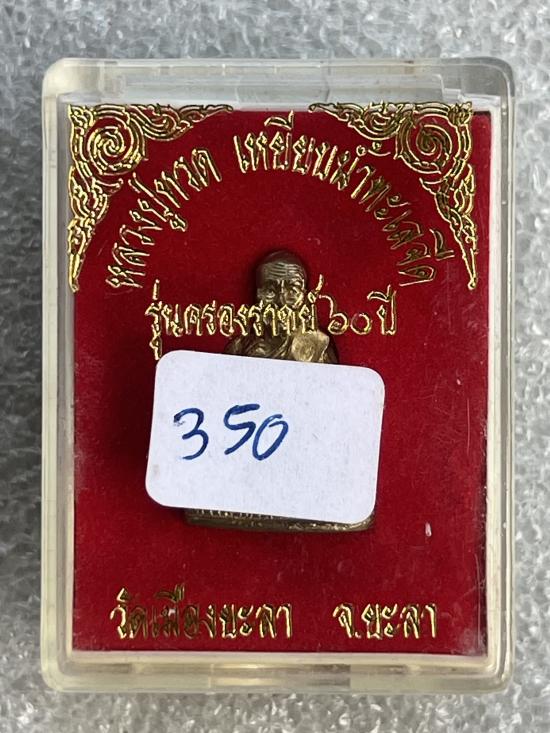 หลวงปู่ทวด เหยียบน้ำทะเลจืด
รุ่นครองราชย์ ๖๐ ปี
350
วัดเมืองยะลา จ.ยะลา